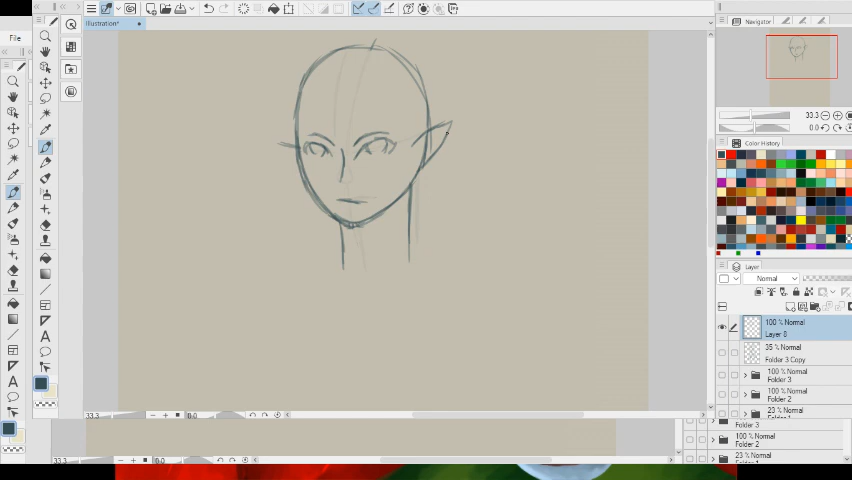 File
Illustration*
Navigator
33.3
0.0
Color History
Layer
Normal
100 % Normal
Layer 8
35 % Normal
Folder 3 Copy
100 % Normal
Folder 3
100 % Normal
Folder 2
23 % Normal
Folder 1
33.3
0.0
Folder 3
100 % Normal
Folder 2
23 % Normal
33.3
0.0